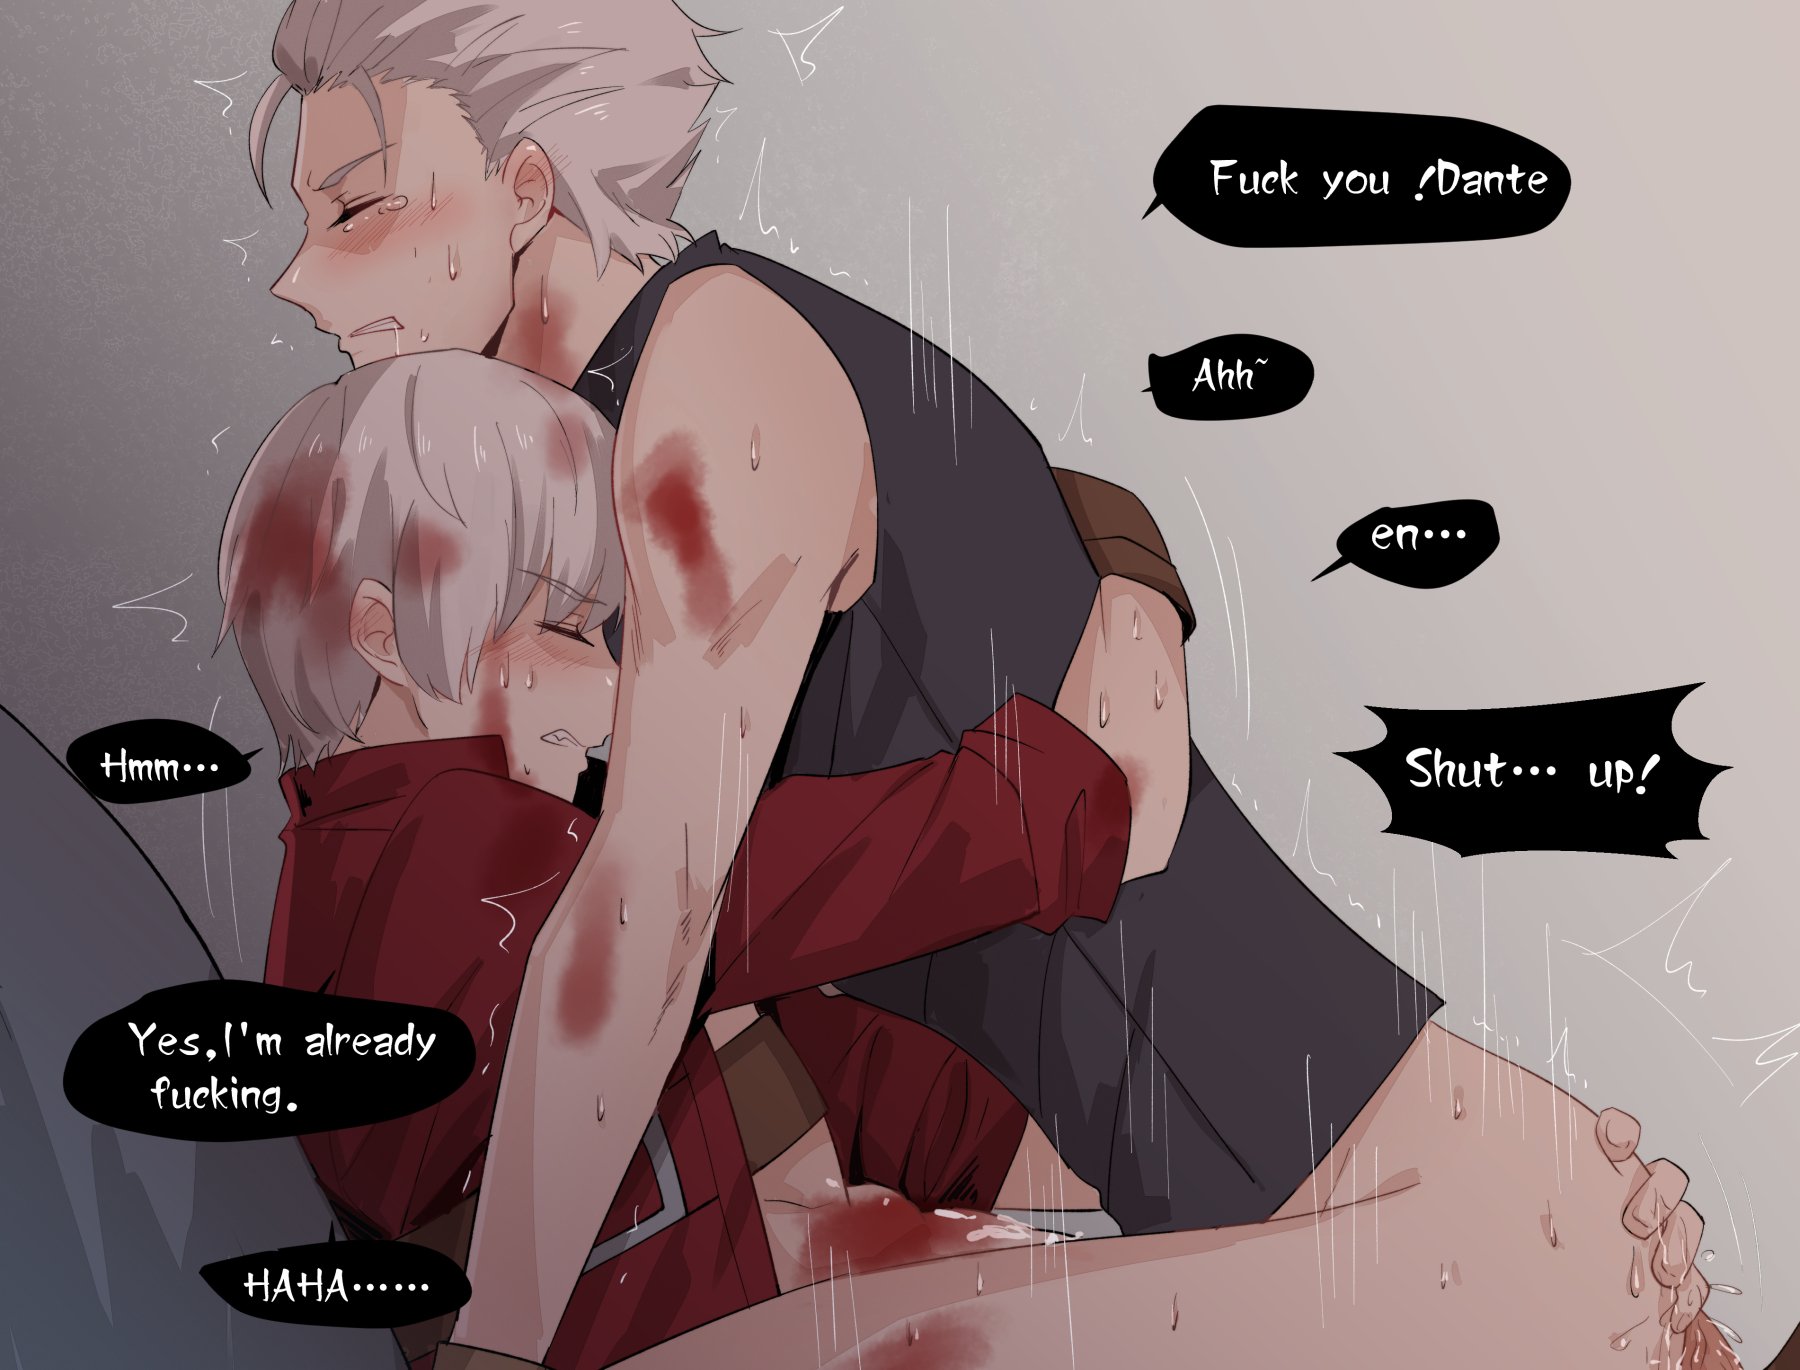 Fuck you !Dante
Ahh~
en···
Shut··· up!
Hmm···
Yes,I'm already
fucking.
HAHA······